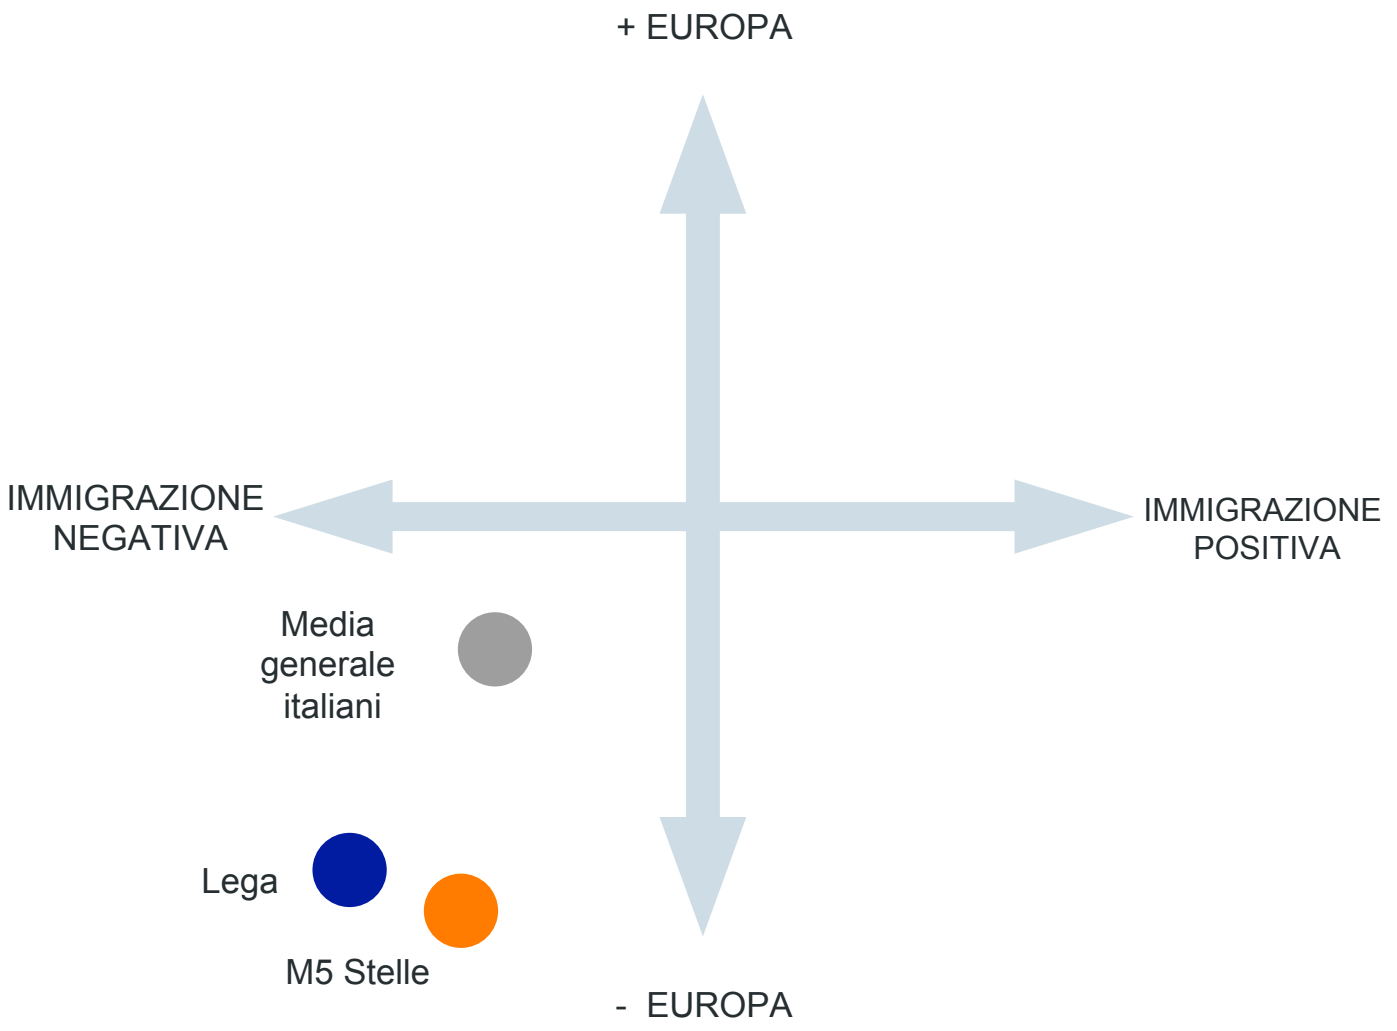 + EUROPA
IMMIGRAZIONE
NEGATIVA
IMMIGRAZIONE
POSITIVA
Media
generale
italiani
Lega
M5 Stelle
- EUROPA